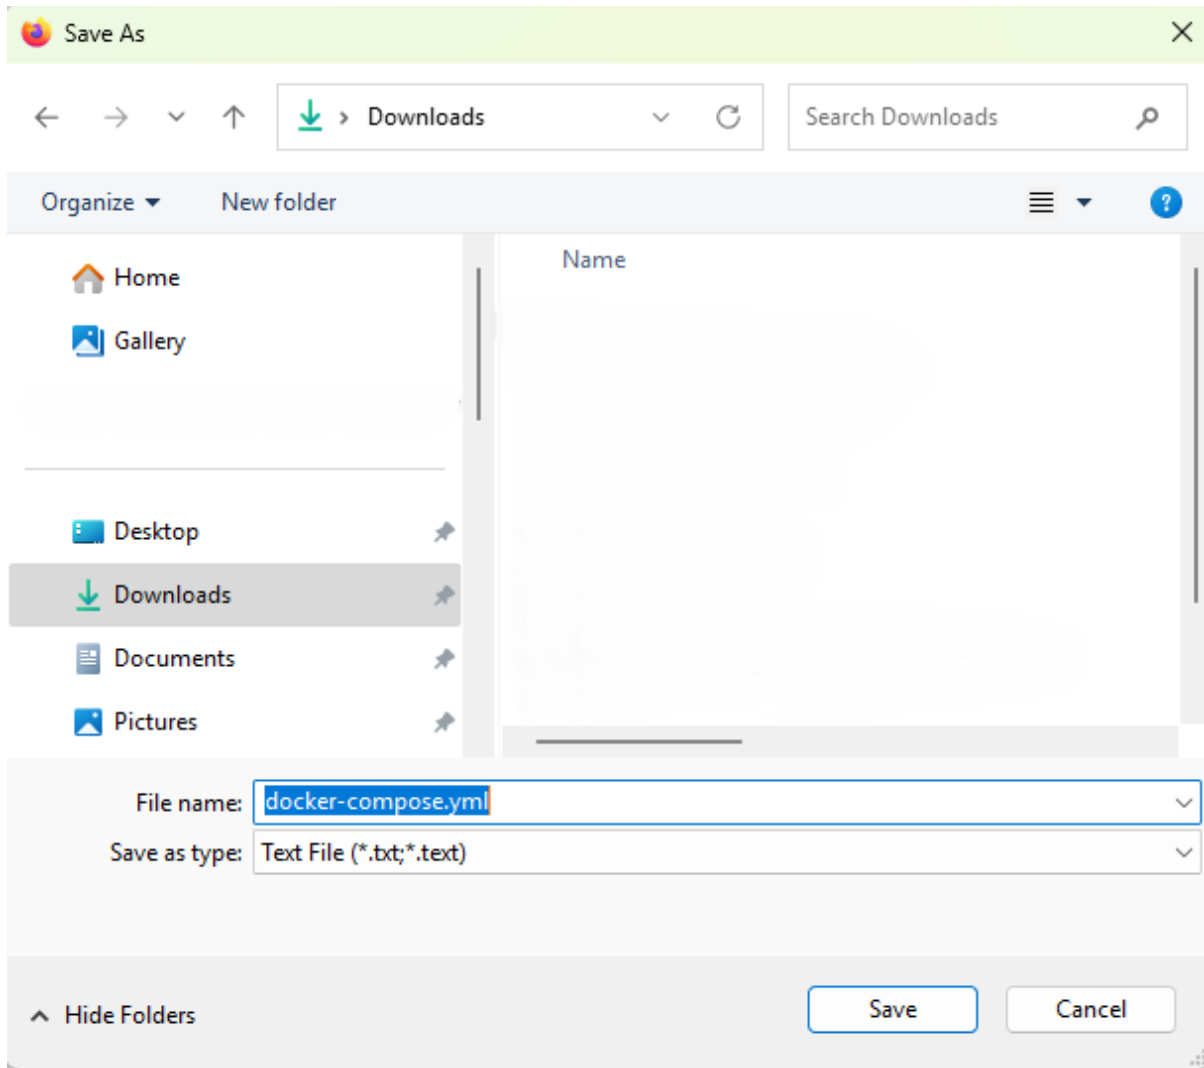 Save As
Downloads
Search Downloads
Organize New folder
?
Name
Home
Gallery
Desktop
Downloads
Documents
Pictures
File name: docker-compose.yml
Save as type: Text File (*.txt;*.text)
Hide Folders
Save Cancel